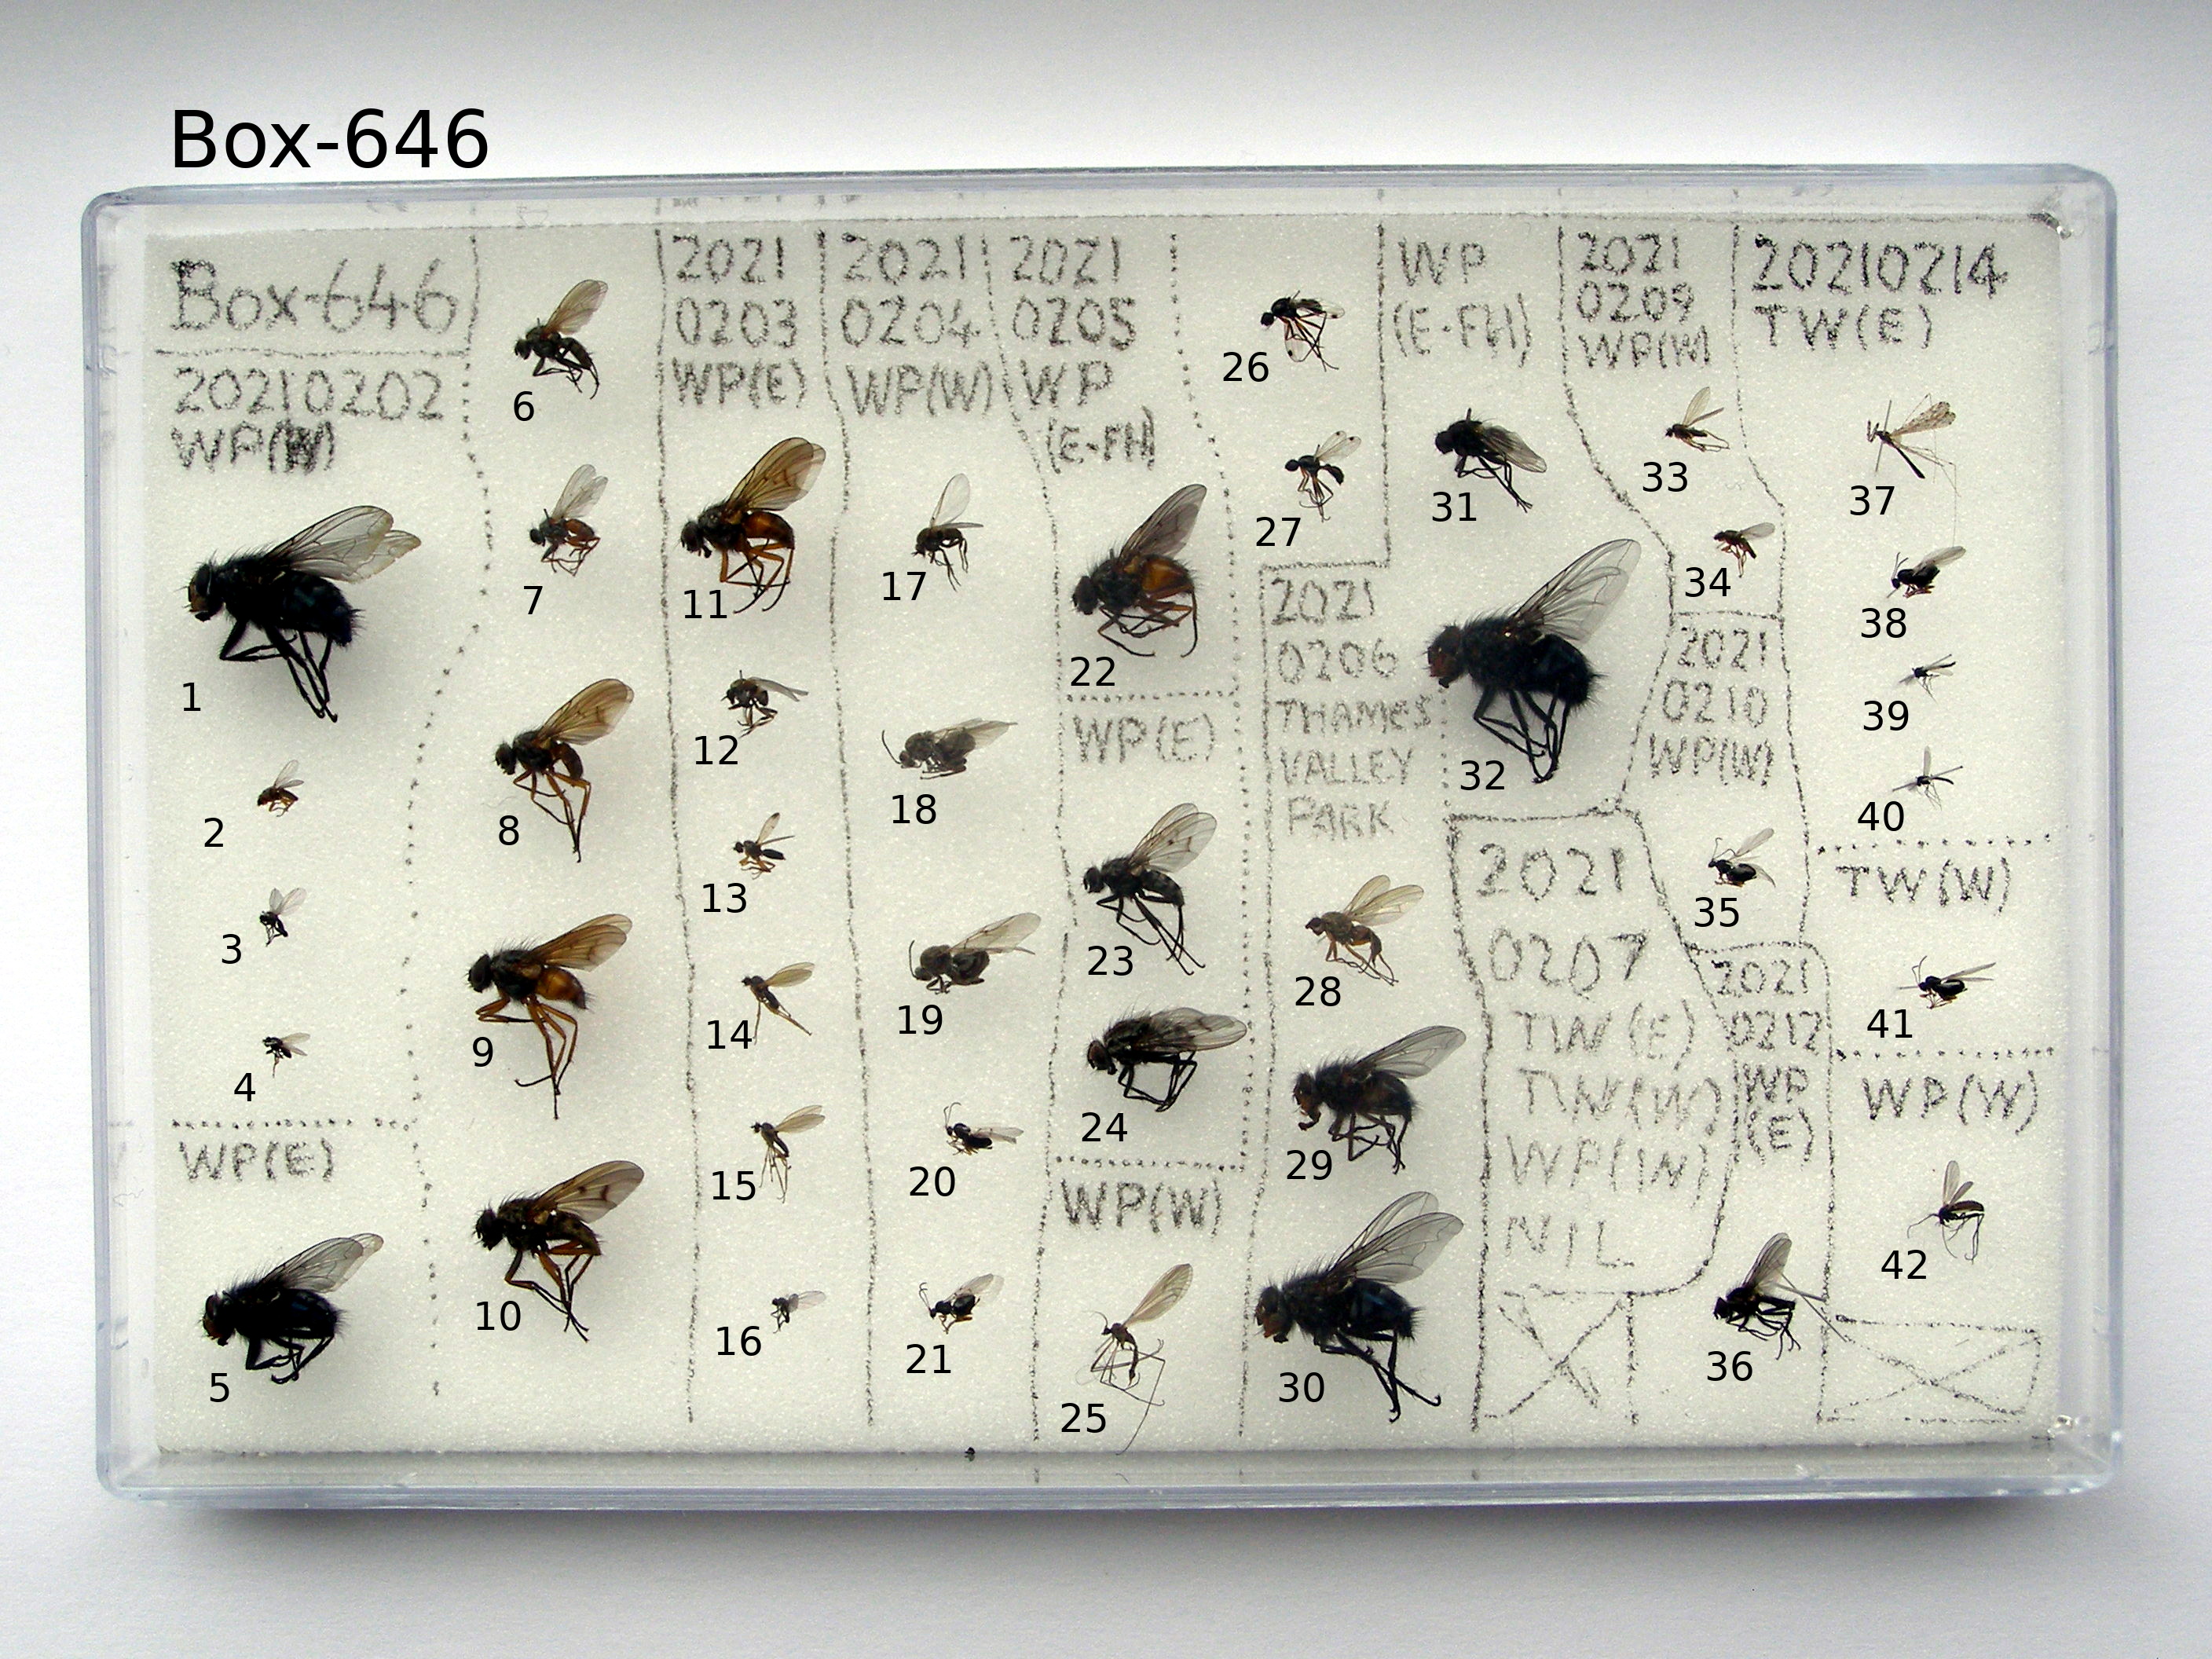 Box-646
Box-646
20210202
WP(W)
1
2
3
4
WP(E)
5
6
7
8
9
10
2021
0203
WP(E)
11
12
13
14
15
16
2021
0204
WP(W)
17
18
19
20
21
2021
0205
WP
(E-FH)
22
WP(E)
23
24
WP(W)
25
26
27
2021
0206
THAMES
VALLEY
PARK
28
29
30
WP
(E-FH)
31
32
2021
0207
TW(E)
TW(W)
WP(W)
NIL
2021
0209
WP(W)
33
34
2021
0210
WP(W)
35
2021
0212
WP
(E)
36
20210214
TW(E)
37
38
39
40
TW(W)
41
WP(W)
42